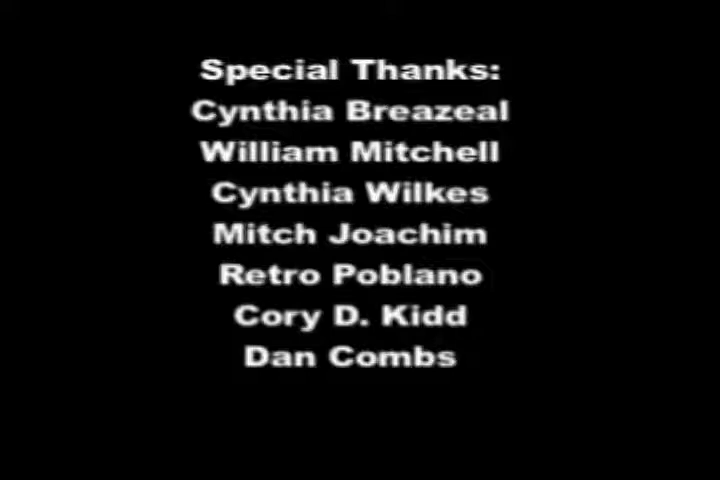 Special Thanks:
Cynthia Breazeal
William Mitchell
Cynthia Wilkes
Mitch Joachim
Retro Poblano
Cory D. Kidd
Dan Combs